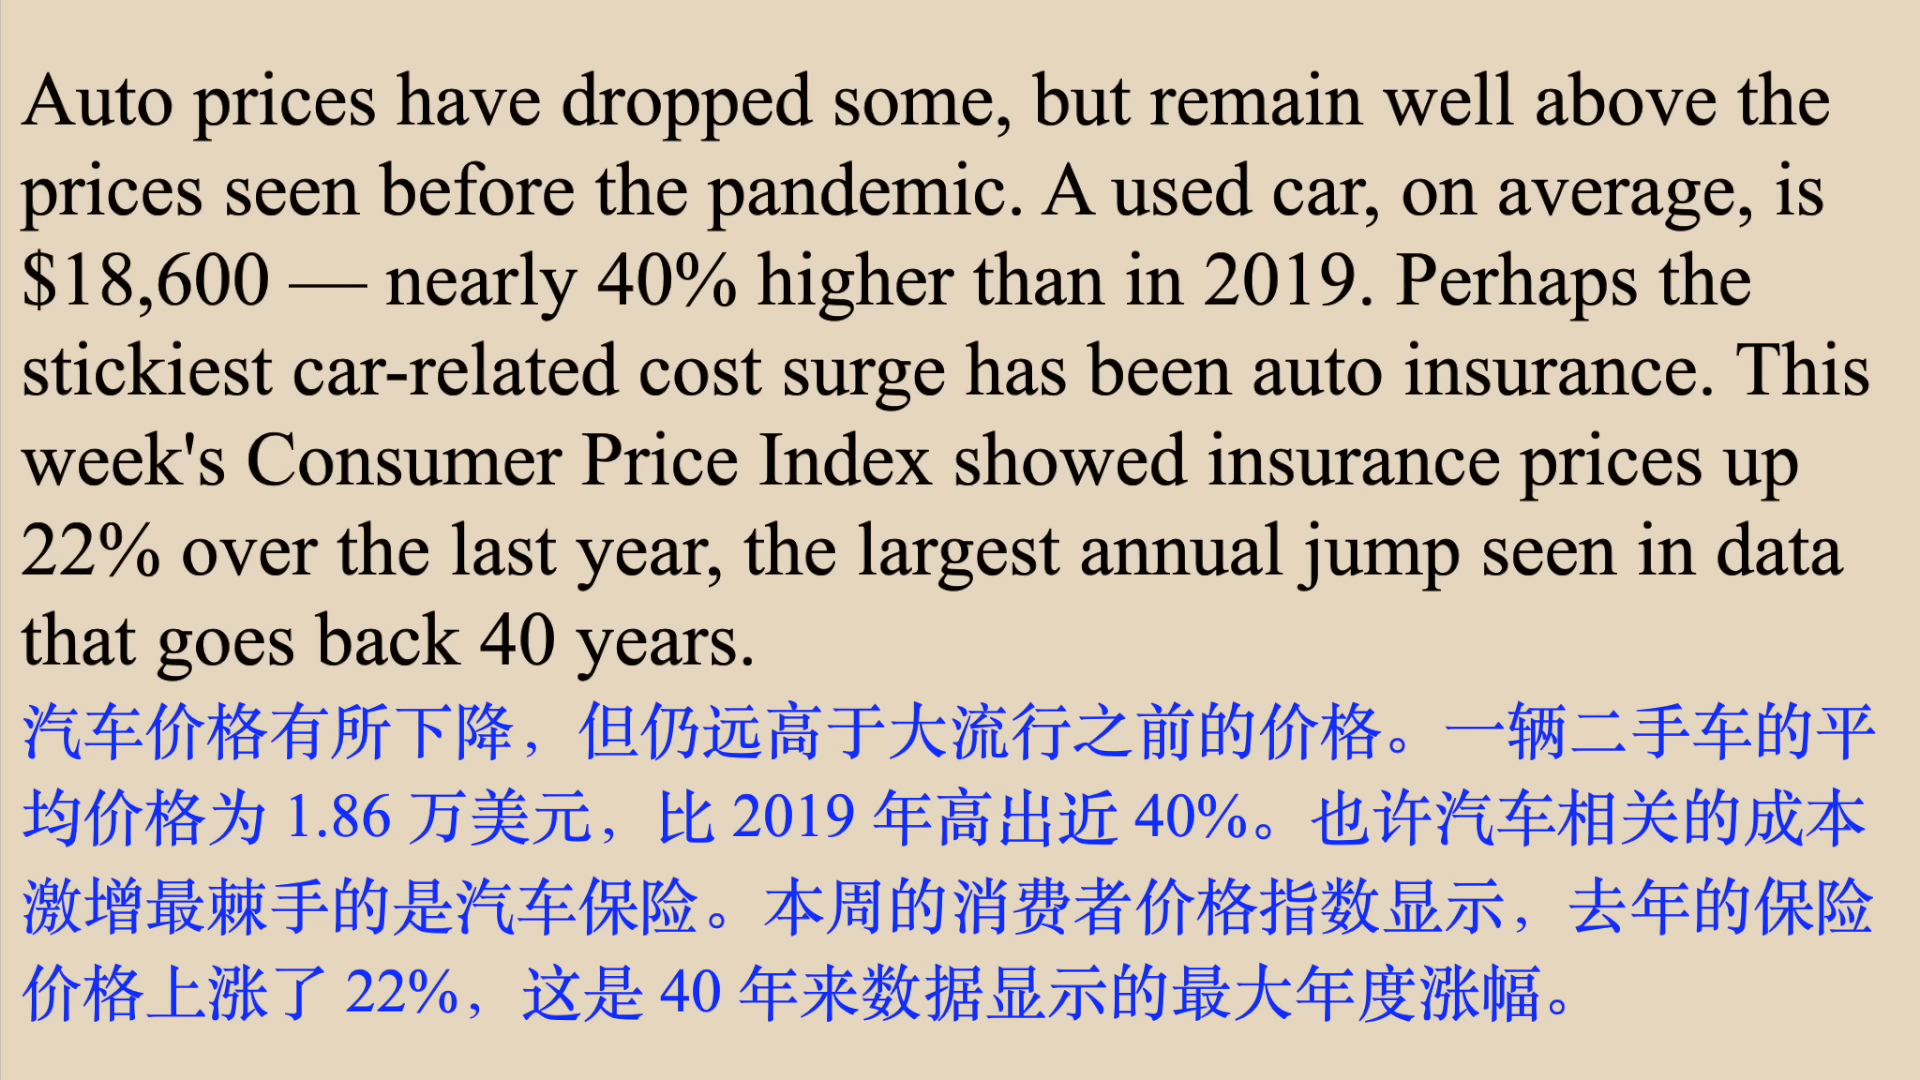 Auto prices have dropped some, but remain well above the
prices seen before the pandemic. A used car, on average, is
$18,600 — nearly 40% higher than in 2019. Perhaps the
stickiest car-related cost surge has been auto insurance. This
week's Consumer Price Index showed insurance prices up
22% over the last year, the largest annual jump seen in data
that goes back 40 years.
汽车价格有所下降，但仍远高于大流行之前的价格。一辆二手车的平
均价格为 1.86 万美元，比 2019 年高出近 40%。也许汽车相关的成本
激增最棘手的是汽车保险。本周的消费者价格指数显示，去年的保险
价格上涨了 22%，这是 40 年来数据显示的最大年度涨幅。